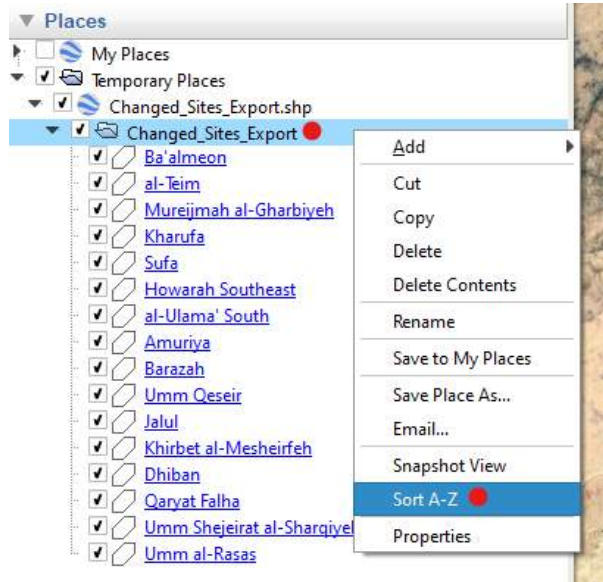 Places
My Places
Temporary Places
Changed_Sites_Export.shp
Changed_Sites_Export
Ba'almeon
al-Teim
Mureijmah al-Gharbiyeh
Kharufa
Sufa
Howarah Southeast
al-Ulama' South
Amuriya
Barazah
Umm Qeseir
Jalul
Khirbet al-Mesheirfeh
Dhiban
Qaryat Falha
Umm Shejeirat al-Sharqiyeh
Umm al-Rasas
Add
Cut
Copy
Delete
Delete Contents
Rename
Save to My Places
Save Place As...
Email...
Snapshot View
Sort A-Z
Properties